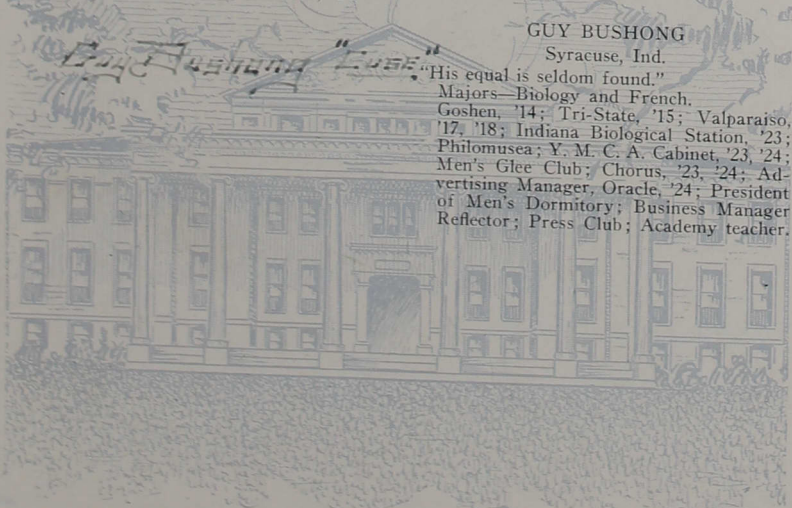 Guy Bushong
GUY BUSHONG
Syracuse, Ind.
"His equal is seldom found."
Majors—Biology and French.
Goshen, '14; Tri-State, '15; Valparaiso,
'17, '18; Indiana Biological Station, '23;
Philomusea; Y. M. C. A. Cabinet, '23, '24;
Men's Glee Club; Chorus, '23, '24; Ad-
vertising Manager, Oracle, '24; President
of Men's Dormitory; Business Manager
Reflector; Press Club; Academy teacher.